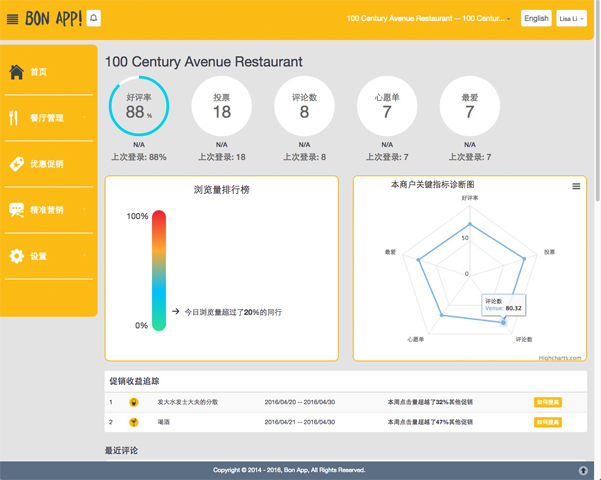 BON APP!
100 Century Avenue Restaurant -- 100 Centur...
English
Lisa Li
首页
餐厅管理
优惠促销
精准营销
设置
100 Century Avenue Restaurant
好评率
88 %
N/A
上次登录: 88%
投票
18
N/A
上次登录: 18
评论数
8
N/A
上次登录: 8
心愿单
7
N/A
上次登录: 7
最爱
7
N/A
上次登录: 7
浏览量排行榜
100%
0%
今日浏览量超过了20%的同行
本商户关键指标诊断图
好评率
50
0
最爱
投票
心愿单
评论数
评论数
Venue: 80.32
Highcharts.com
促销收益追踪
1 发大水发士大夫的分散 2016/04/20 -- 2016/04/30 本周点击量超越了32%其他促销 如何提高
2 喝酒 2016/04/21 -- 2016/04/30 本周点击量超越了47%其他促销 如何提高
最近评论
Copyright © 2014 - 2016, Bon App, All Rights Reserved.